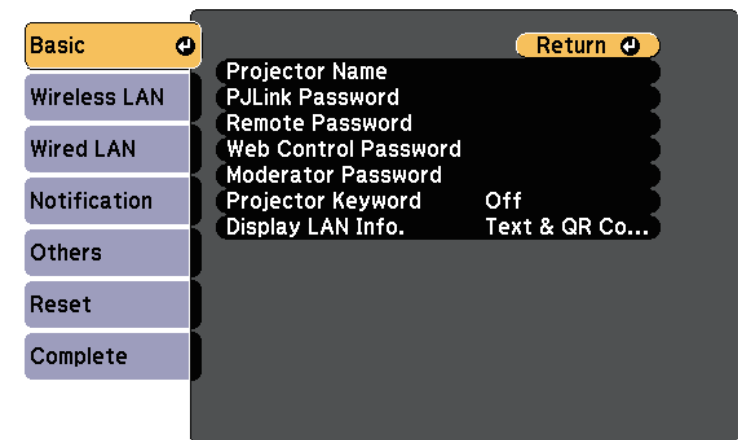 Basic
Wireless LAN
Wired LAN
Notification
Others
Reset
Complete
Return
Projector Name
PJLink Password
Remote Password
Web Control Password
Moderator Password
Projector Keyword Off
Display LAN Info. Text & QR Co...